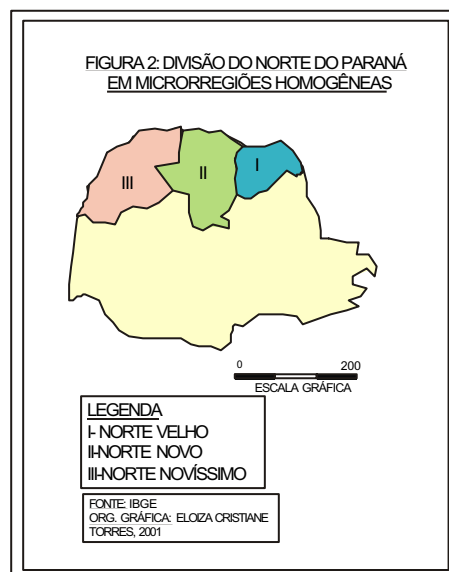 FIGURA 2: DIVISÃO DO NORTE DO PARANÁ
EM MICRORREGIÕES HOMOGÊNEAS
I
II
III
0 200
ESCALA GRÁFICA
LEGENDA
I- NORTE VELHO
II-NORTE NOVO
III-NORTE NOVÍSSIMO
FONTE: IBGE
ORG. GRÁFICA: ELOIZA CRISTIANE
TORRES, 2001